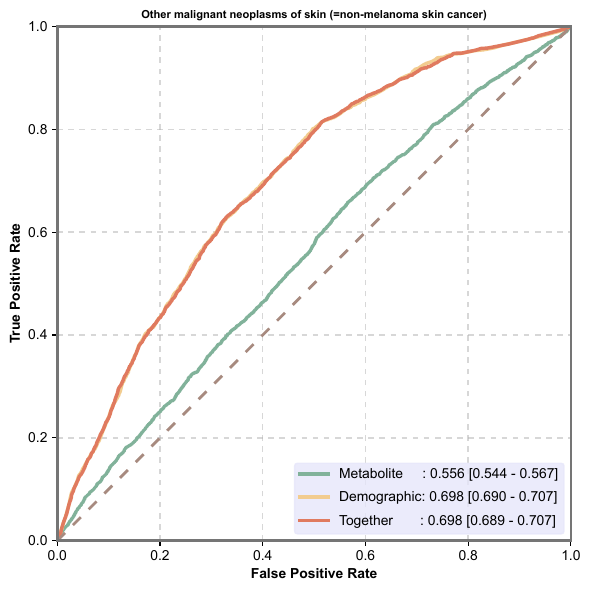 Other malignant neoplasms of skin (=non-melanoma skin cancer)
1.0
0.8
0.6
0.4
0.2
0.0
True Positive Rate
Metabolite : 0.556 [0.544 - 0.567]
Demographic: 0.698 [0.690 - 0.707]
Together : 0.698 [0.689 - 0.707]
0.0 0.2 0.4 0.6 0.8 1.0
False Positive Rate